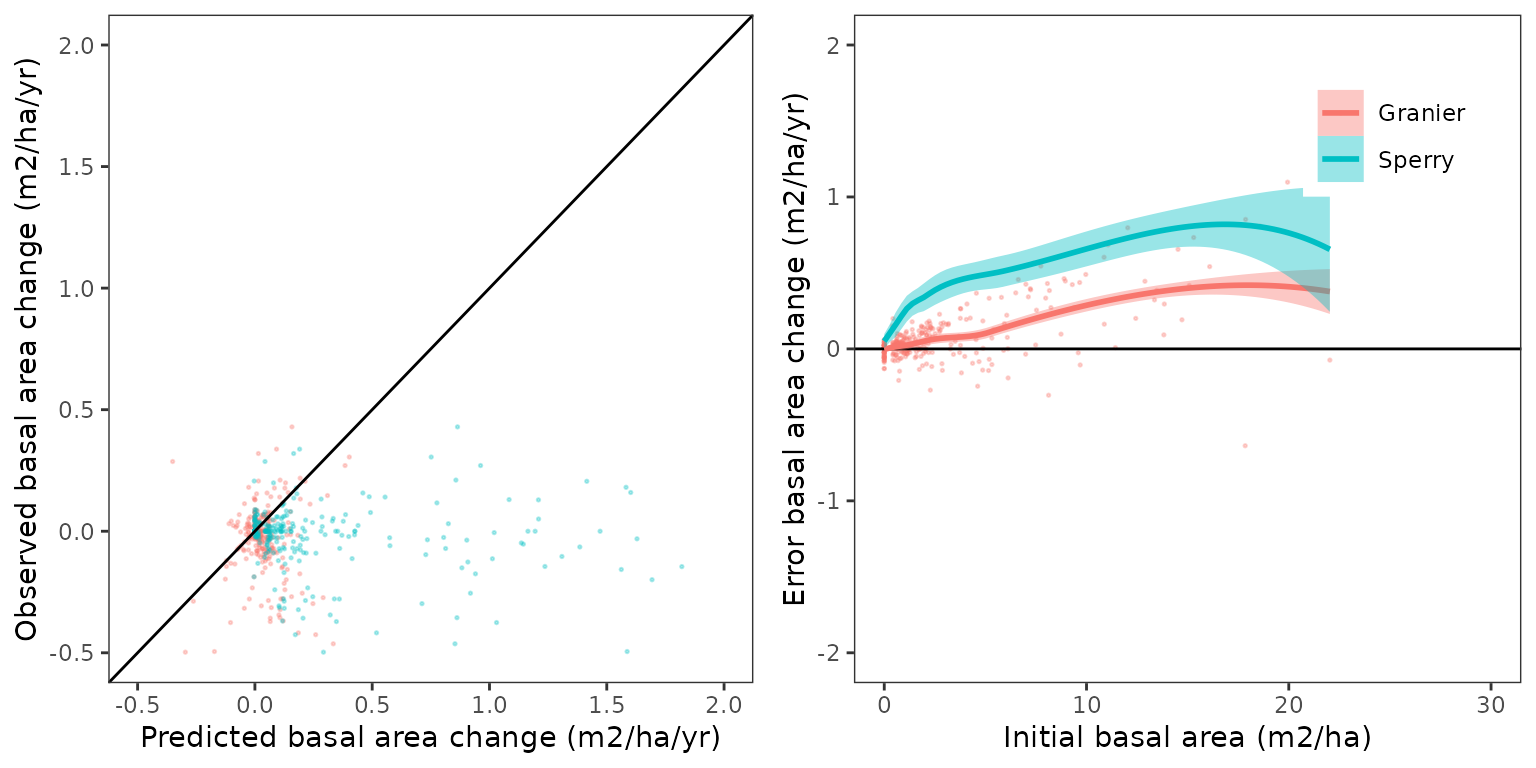 Observed basal area change (m2/ha/yr)
2.0
1.5
1.0
0.5
0.0
-0.5
-0.5 0.0 0.5 1.0 1.5 2.0
Predicted basal area change (m2/ha/yr)
Error basal area change (m2/ha/yr)
2
1
0
-1
-2
Granier
Sperry
0 10 20 30
Initial basal area (m2/ha)